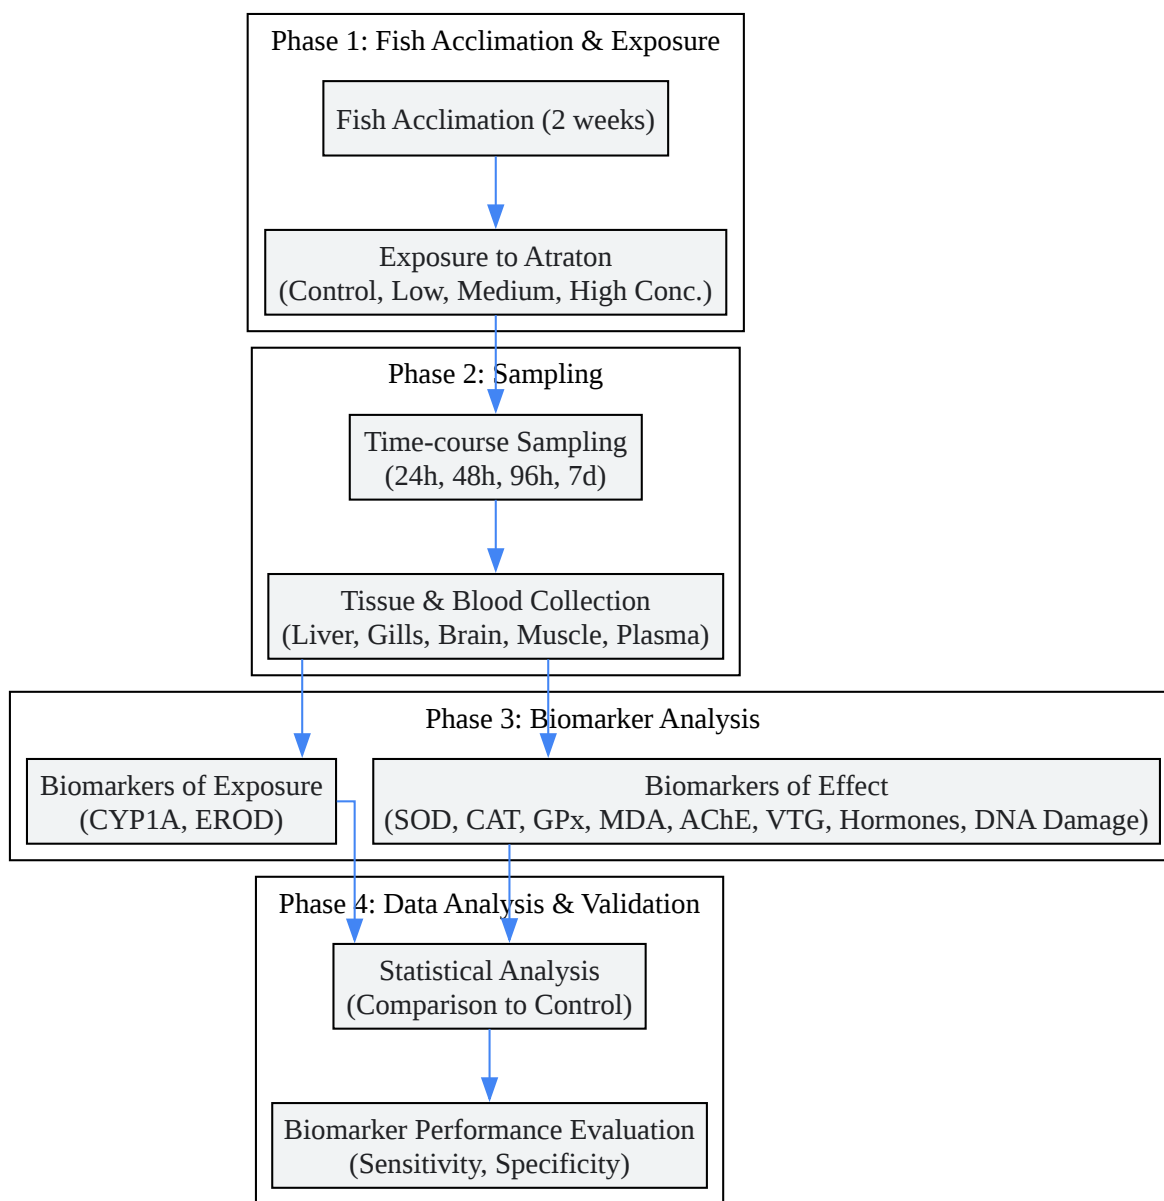 Phase 1: Fish Acclimation & Exposure
Fish Acclimation (2 weeks)
Exposure to Atraton
(Control, Low, Medium, High Conc.)
Phase 2: Sampling
Time-course Sampling
(24h, 48h, 96h, 7d)
Tissue & Blood Collection
(Liver, Gills, Brain, Muscle, Plasma)
Phase 3: Biomarker Analysis
Biomarkers of Exposure
(CYP1A, EROD)
Biomarkers of Effect
(SOD, CAT, GPx, MDA, AChE, VTG, Hormones, DNA Damage)
Phase 4: Data Analysis & Validation
Statistical Analysis
(Comparison to Control)
Biomarker Performance Evaluation
(Sensitivity, Specificity)